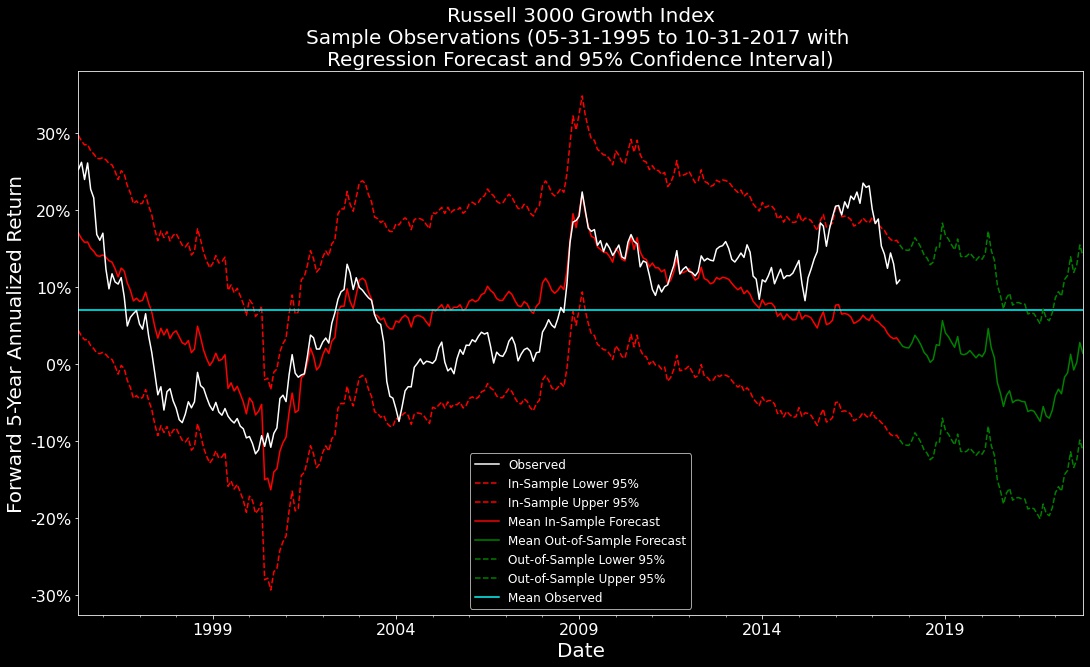 Russell 3000 Growth Index
Sample Observations (05-31-1995 to 10-31-2017 with
Regression Forecast and 95% Confidence Interval)
Forward 5-Year Annualized Return
30%
20%
10%
0%
-10%
-20%
-30%
Observed
In-Sample Lower 95%
In-Sample Upper 95%
Mean In-Sample Forecast
Mean Out-of-Sample Forecast
Out-of-Sample Lower 95%
Out-of-Sample Upper 95%
Mean Observed
1999 2004 2009 2014 2019
Date